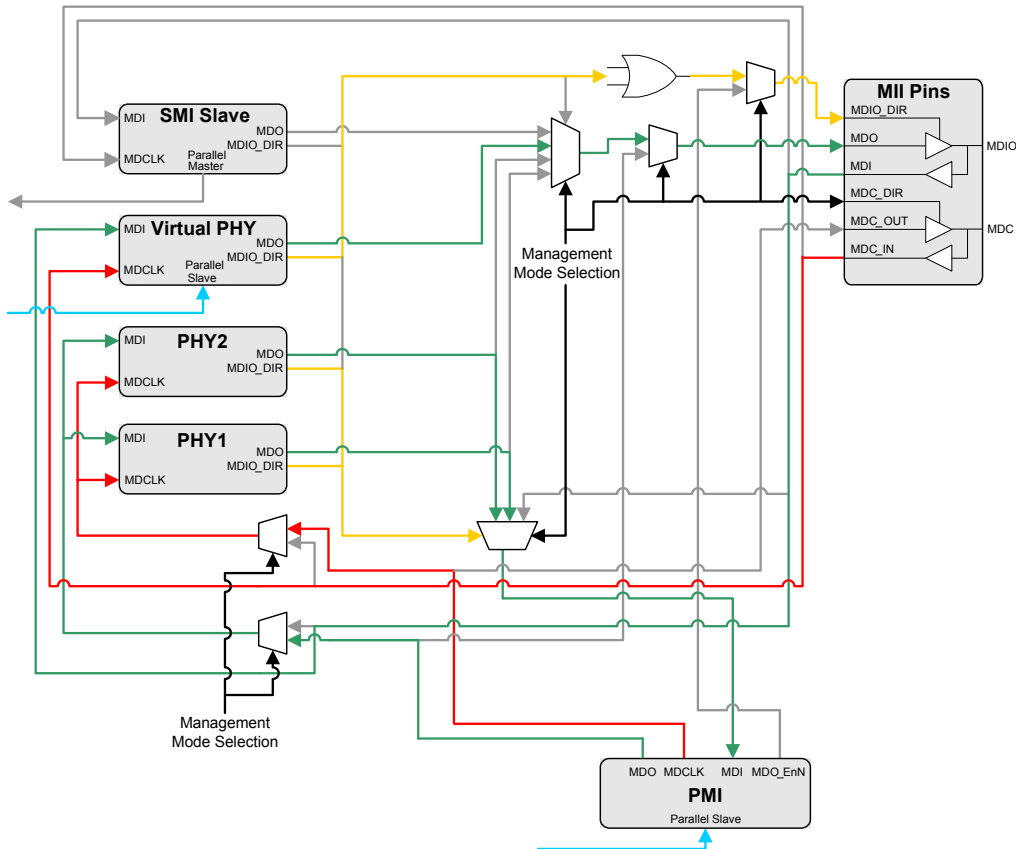 SMI Slave
MDI
MDO
MDIO_DIR
MDCLK
Parallel
Master
Virtual PHY
MDI
MDO
MDIO_DIR
MDCLK
Parallel
Slave
PHY2
MDI
MDO
MDIO_DIR
MDCLK
PHY1
MDI
MDO
MDIO_DIR
MDCLK
Management
Mode Selection
MII Pins
MDIO_DIR
MDO
MDIO
MDI
MDC_DIR
MDC_OUT
MDC
MDC_IN
Management
Mode Selection
MDO MDCLK MDI MDO_EnN
PMI
Parallel Slave